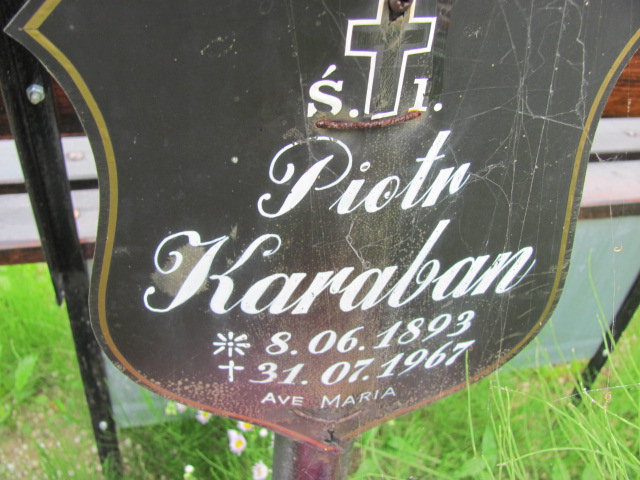 ś. p.
Piotr
Karaban
8. 06. 1893
31. 07. 1967
AVE MARIA